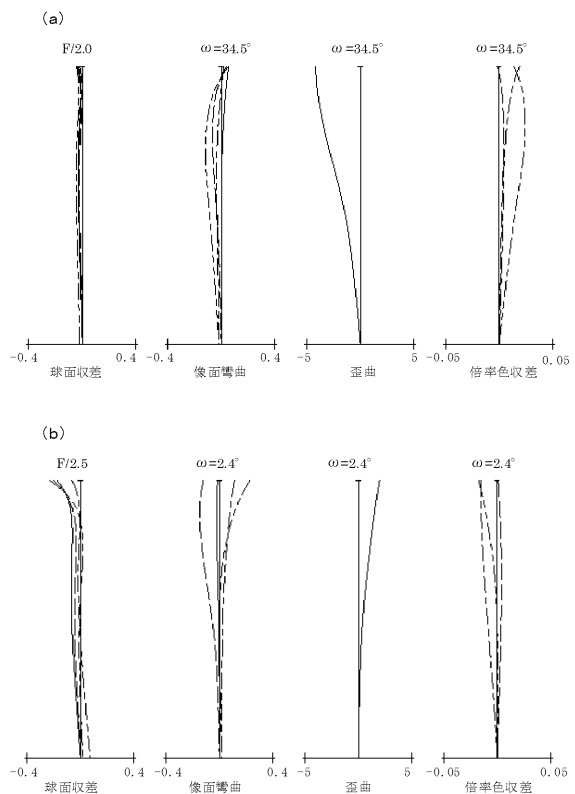 (a)
F/2.0 ω=34.5° ω=34.5° ω=34.5°
-0.4 0.4 -0.4 0.4 -5 5 -0.05 0.05
球面収差 像面彎曲 歪曲 倍率色収差
(b)
F/2.5 ω=2.4° ω=2.4° ω=2.4°
-0.4 0.4 -0.4 0.4 -5 5 -0.05 0.05
球面収差 像面彎曲 歪曲 倍率色収差